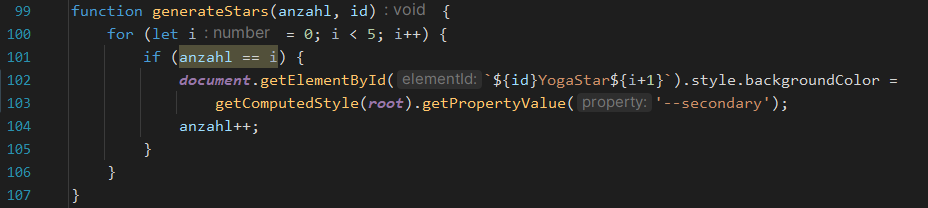 99 function generateStars(anzahl, id) : void {
100 for (let i : number = 0; i < 5; i++) {
101 if (anzahl == i) {
102 document.getElementById( elementId: `${id}YogaStar${i+1}`).style.backgroundColor =
103 getComputedStyle(root).getPropertyValue( property: '--secondary');
104 anzahl++;
105 }
106 }
107 }